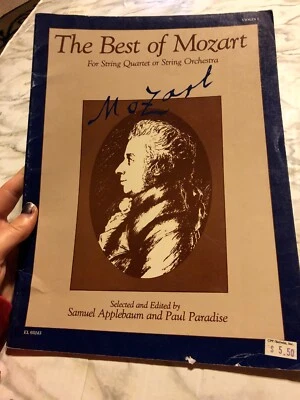 The Best of Mozart
For String Quartet or String Orchestra
Mozart
Selected and Edited by
Samuel Applebaum and Paul Paradise
$ 5.50